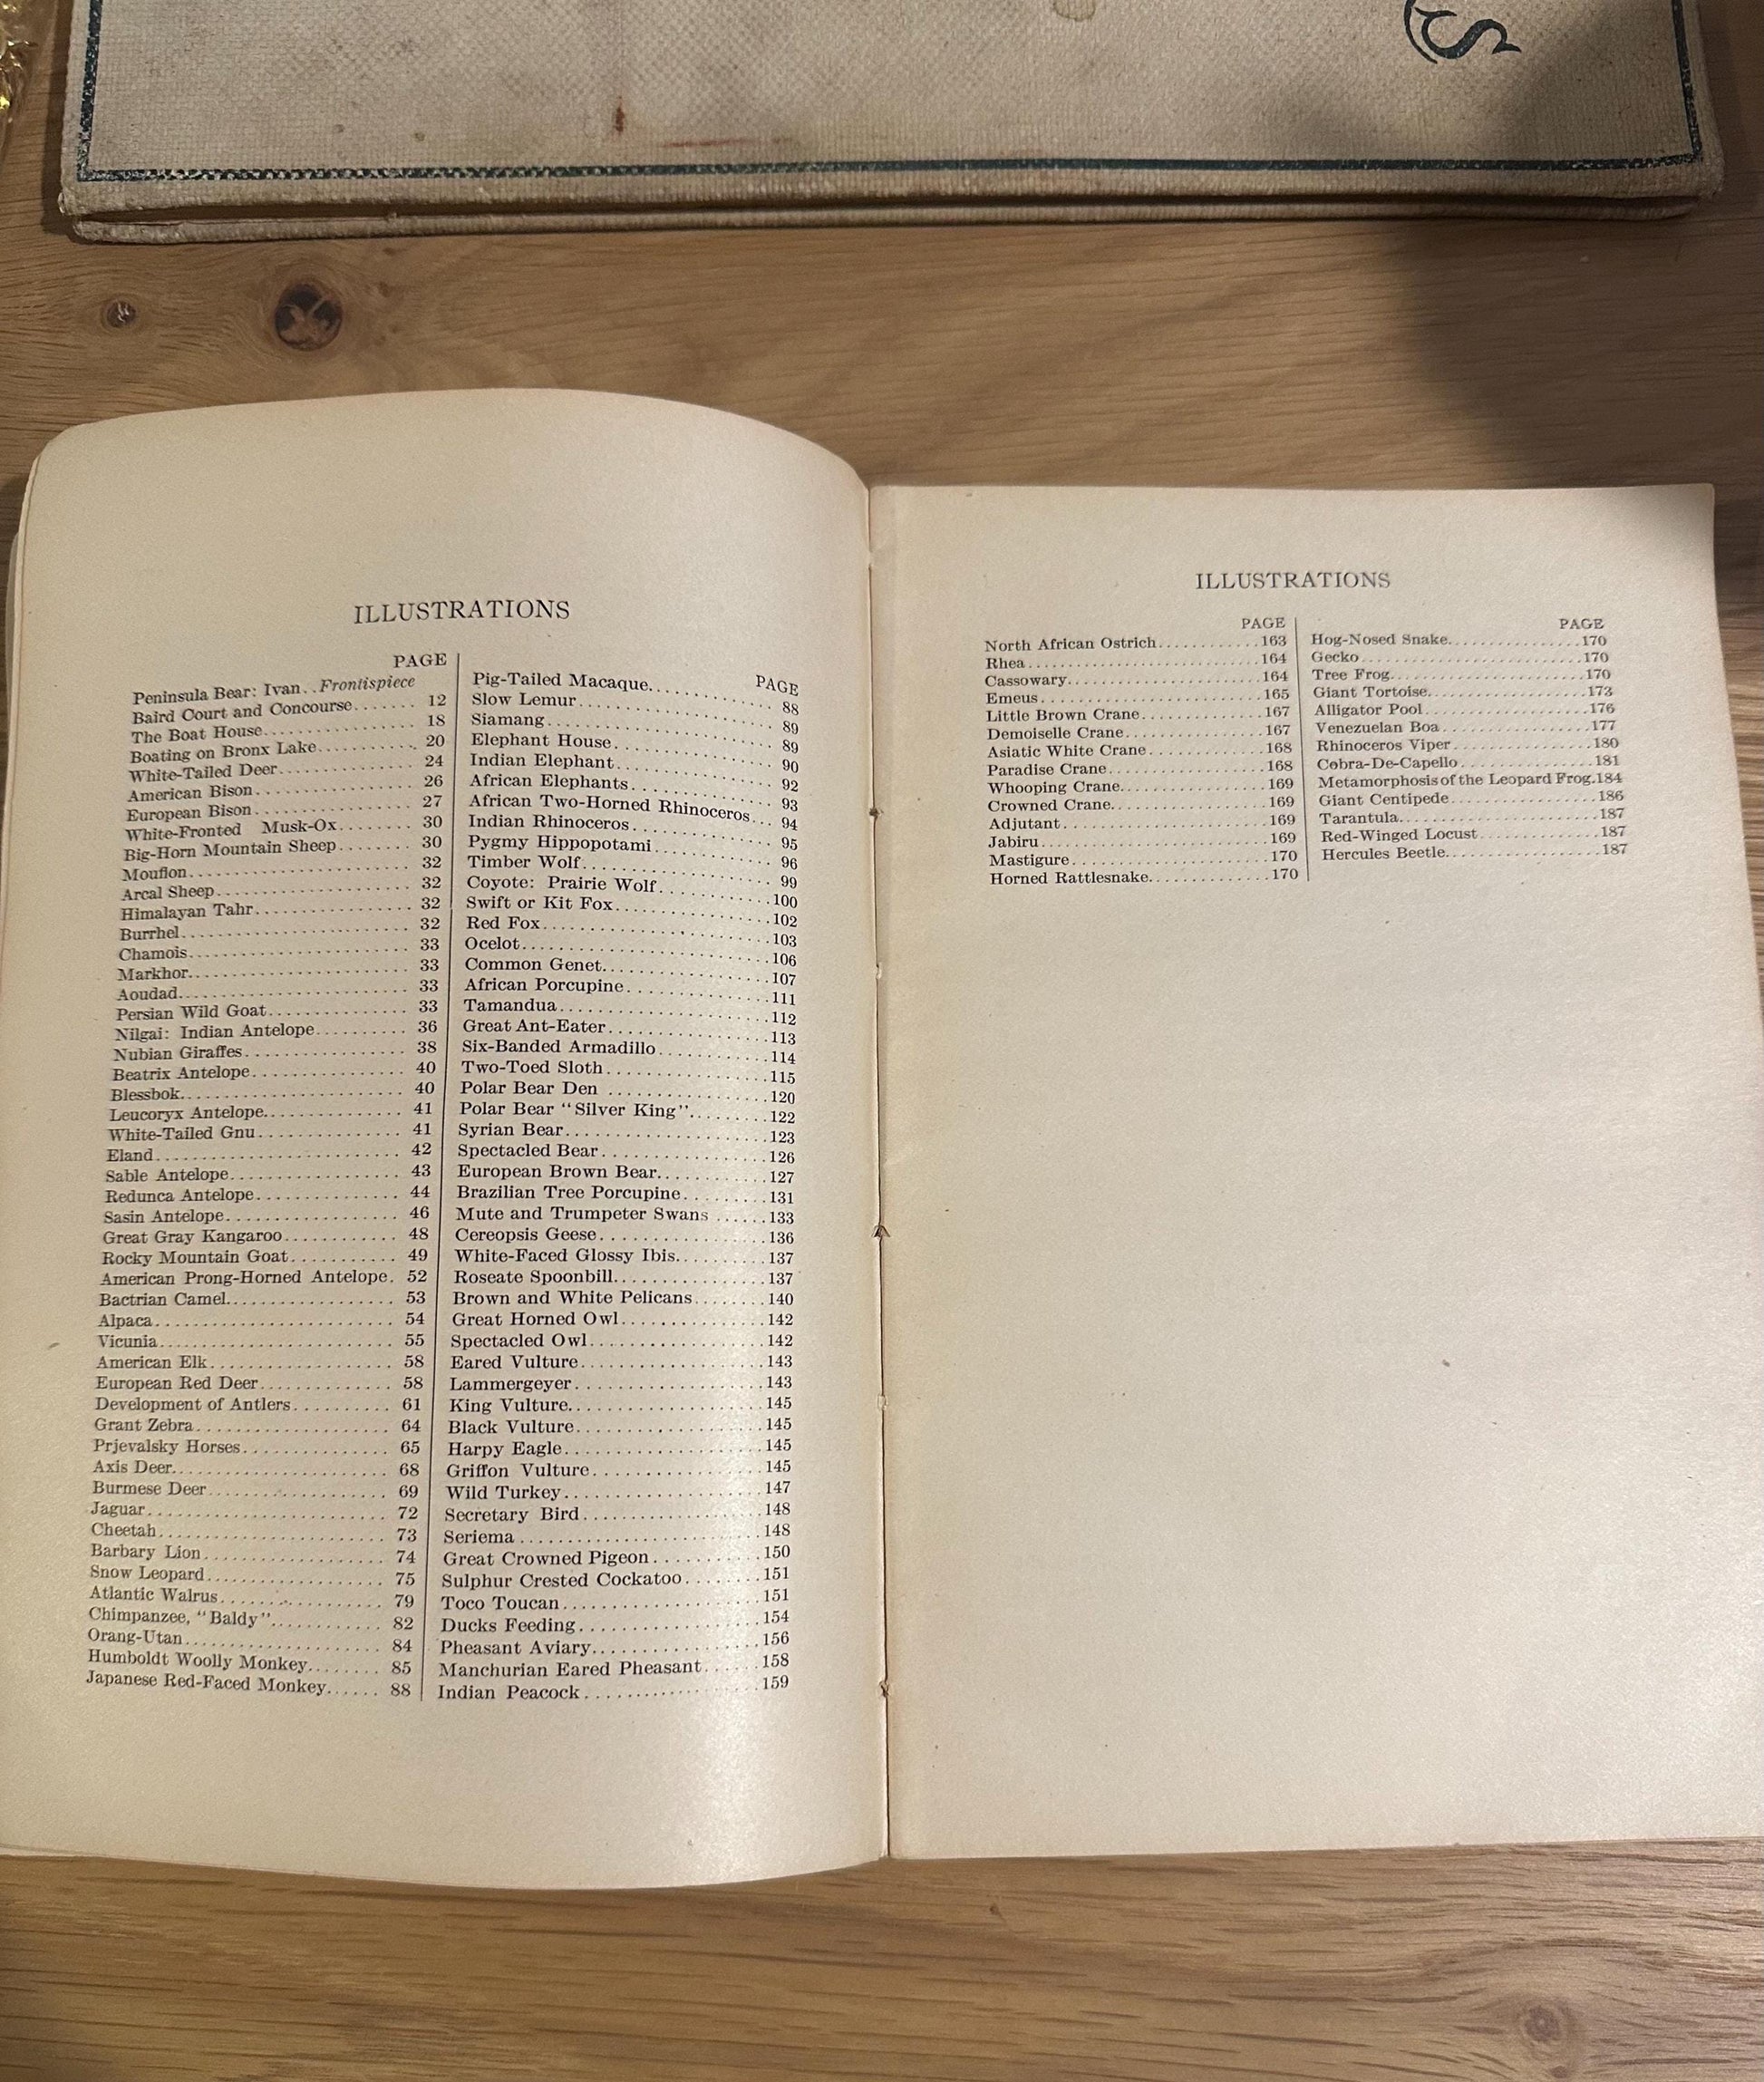 S
ILLUSTRATIONS
PAGE
Peninsula Bear: Ivan..Frontispiece
Baird Court and Concourse....... 12
The Boat House.................. 18
Boating on Bronx Lake........... 20
White-Tailed Deer............... 24
American Bison.................. 26
European Bison.................. 27
White-Fronted Musk-Ox........ 30
Big-Horn Mountain Sheep........ 30
Mouflon......................... 32
Arcal Sheep..................... 32
Himalayan Tahr.................. 32
Burrhel......................... 32
Chamois......................... 33
Markhor......................... 33
Aoudad.......................... 33
Persian Wild Goat............... 33
Nilgai: Indian Antelope.......... 36
Nubian Giraffes................. 38
Beatrix Antelope................ 40
Blessbok........................ 40
Leucoryx Antelope............... 41
White-Tailed Gnu................ 41
Eland........................... 42
Sable Antelope.................. 43
Redunca Antelope................ 44
Sasin Antelope.................. 46
Great Gray Kangaroo............ 48
Rocky Mountain Goat........... 49
American Prong-Horned Antelope. 52
Bactrian Camel.................. 53
Alpaca.......................... 54
Vicunia......................... 55
American Elk.................... 58
European Red Deer............. 58
Development of Antlers.......... 61
Grant Zebra..................... 64
Prjevalsky Horses............... 65
Axis Deer....................... 68
Burmese Deer.................... 69
Jaguar.......................... 72
Cheetah......................... 73
Barbary Lion.................... 74
Snow Leopard.................... 75
Atlantic Walrus................. 79
Chimpanzee, "Baldy"............ 82
Orang-Utan...................... 84
Humboldt Woolly Monkey........ 85
Japanese Red-Faced Monkey...... 88
PAGE
Pig-Tailed Macaque.............. 88
Slow Lemur...................... 89
Siamang......................... 89
Elephant House.................. 90
Indian Elephant................. 92
African Elephants............... 93
African Two-Horned Rhinoceros... 94
Indian Rhinoceros............... 95
Pygmy Hippopotami............... 96
Timber Wolf..................... 99
Coyote: Prairie Wolf............100
Swift or Kit Fox................102
Red Fox.........................103
Ocelot..........................106
Common Genet....................107
African Porcupine...............111
Tamandua........................112
Great Ant-Eater.................113
Six-Banded Armadillo............114
Two-Toed Sloth..................115
Polar Bear Den .................120
Polar Bear "Silver King"........122
Syrian Bear.....................123
Spectacled Bear.................126
European Brown Bear.............127
Brazilian Tree Porcupine........131
Mute and Trumpeter Swans ......133
Cereopsis Geese.................136
White-Faced Glossy Ibis.........137
Roseate Spoonbill...............137
Brown and White Pelicans........140
Great Horned Owl................142
Spectacled Owl..................142
Eared Vulture...................143
Lammergeyer.....................143
King Vulture....................145
Black Vulture...................145
Harpy Eagle.....................145
Griffon Vulture.................145
Wild Turkey.....................147
Secretary Bird..................148
Seriema.........................148
Great Crowned Pigeon............150
Sulphur Crested Cockatoo........151
Toco Toucan.....................151
Ducks Feeding...................154
Pheasant Aviary.................156
Manchurian Eared Pheasant......158
Indian Peacock..................159
ILLUSTRATIONS
PAGE
North African Ostrich...........163
Rhea............................164
Cassowary.......................164
Emeus...........................165
Little Brown Crane..............167
Demoiselle Crane................167
Asiatic White Crane.............168
Paradise Crane..................168
Whooping Crane..................169
Crowned Crane...................169
Adjutant........................169
Jabiru..........................169
Mastigure.......................170
Horned Rattlesnake..............170
PAGE
Hog-Nosed Snake.................170
Gecko...........................170
Tree Frog.......................170
Giant Tortoise..................173
Alligator Pool..................176
Venezuelan Boa..................177
Rhinoceros Viper................180
Cobra-De-Capello................181
Metamorphosis of the Leopard Frog.184
Giant Centipede.................186
Tarantula.......................187
Red-Winged Locust...............187
Hercules Beetle.................187